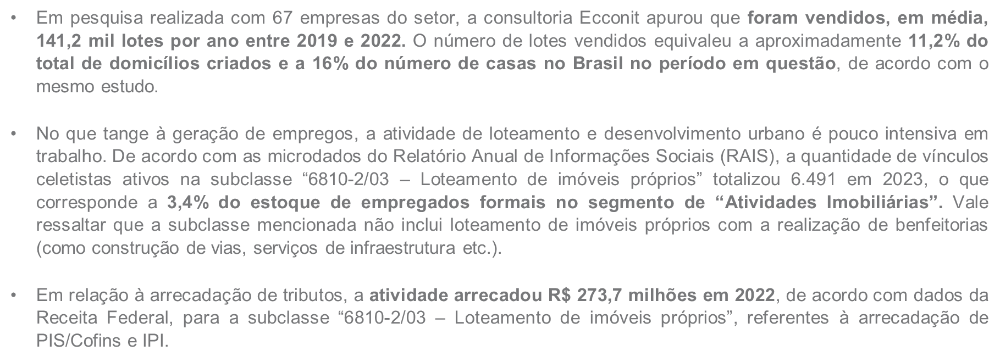 • Em pesquisa realizada com 67 empresas do setor, a consultoria Ecconit apurou que foram vendidos, em média,
141,2 mil lotes por ano entre 2019 e 2022. O número de lotes vendidos equivaleu a aproximadamente 11,2% do
total de domicílios criados e a 16% do número de casas no Brasil no período em questão, de acordo com o
mesmo estudo.
• No que tange à geração de empregos, a atividade de loteamento e desenvolvimento urbano é pouco intensiva em
trabalho. De acordo com as microdados do Relatório Anual de Informações Sociais (RAIS), a quantidade de vínculos
celetistas ativos na subclasse “6810-2/03 – Loteamento de imóveis próprios” totalizou 6.491 em 2023, o que
corresponde a 3,4% do estoque de empregados formais no segmento de “Atividades Imobiliárias”. Vale
ressaltar que a subclasse mencionada não inclui loteamento de imóveis próprios com a realização de benfeitorias
(como construção de vias, serviços de infraestrutura etc.).
• Em relação à arrecadação de tributos, a atividade arrecadou R$ 273,7 milhões em 2022, de acordo com dados da
Receita Federal, para a subclasse “6810-2/03 – Loteamento de imóveis próprios”, referentes à arrecadação de
PIS/Cofins e IPI.